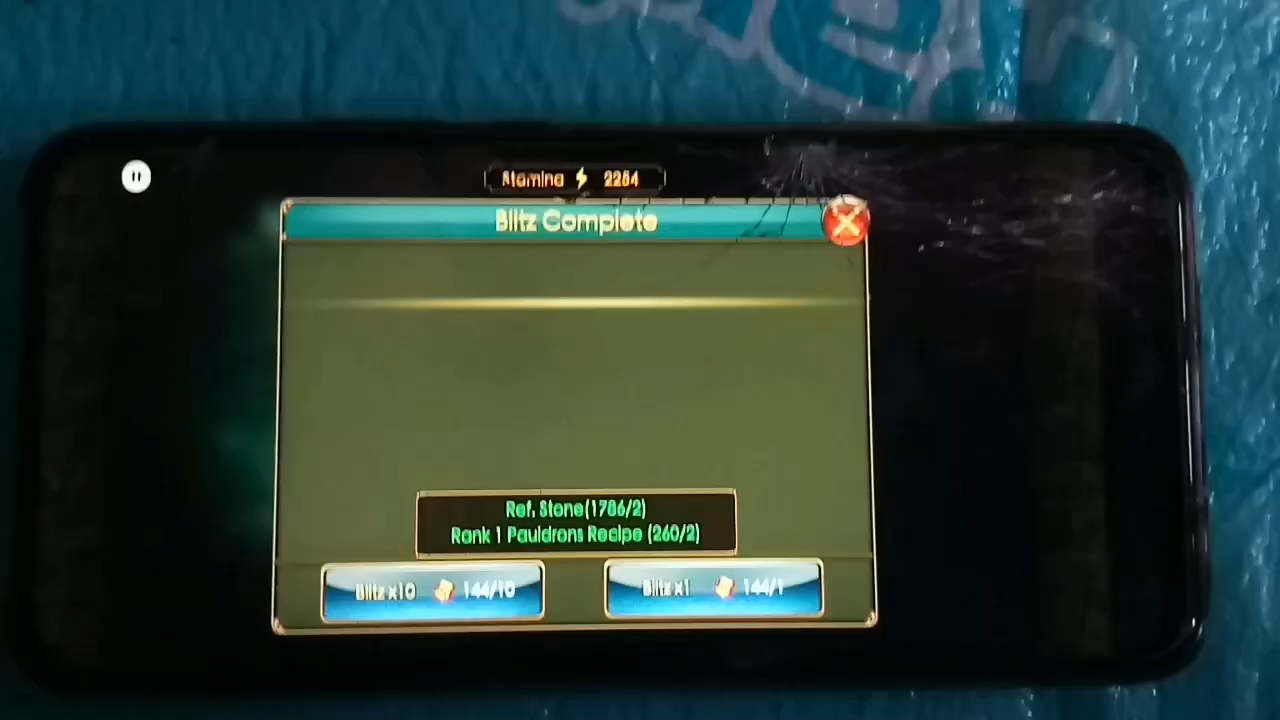 Stamina 2254
Blitz Complete
Ref. Stone(1786/2)
Rank 1 Pauldrons Recipe (260/2)
Blitz x10 144/10
Blitz x1 144/1